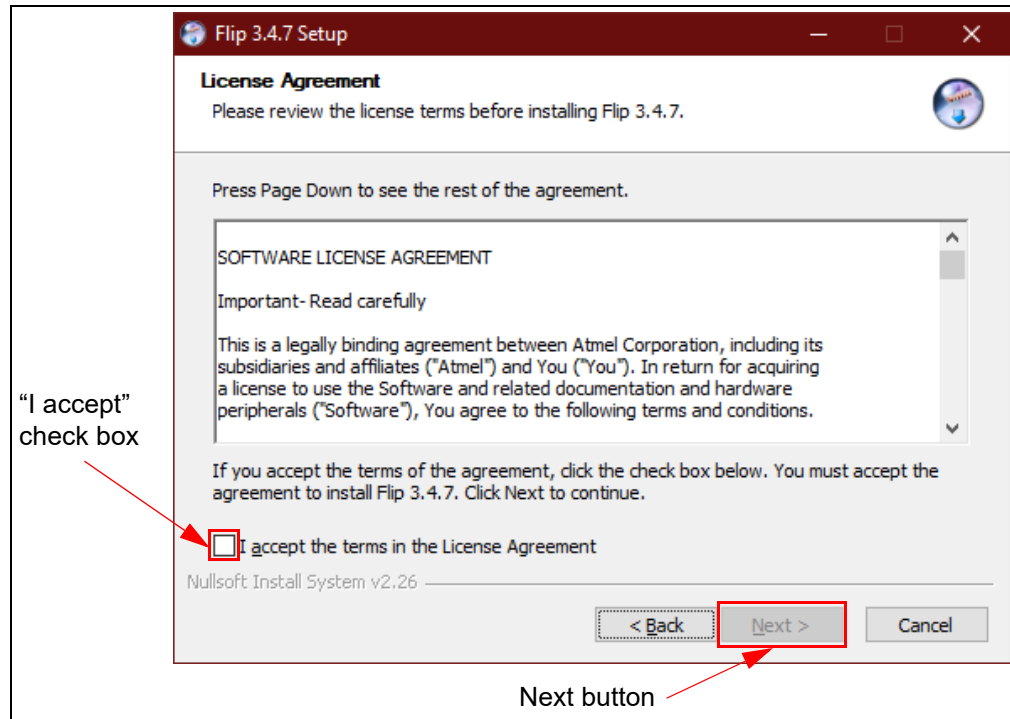 Flip 3.4.7 Setup
License Agreement
Please review the license terms before installing Flip 3.4.7.
Press Page Down to see the rest of the agreement.
SOFTWARE LICENSE AGREEMENT
Important- Read carefully
This is a legally binding agreement between Atmel Corporation, including its
subsidiaries and affiliates ("Atmel") and You ("You"). In return for acquiring
a license to use the Software and related documentation and hardware
peripherals ("Software"), You agree to the following terms and conditions.
“I accept”
check box
If you accept the terms of the agreement, click the check box below. You must accept the
agreement to install Flip 3.4.7. Click Next to continue.
I accept the terms in the License Agreement
Nullsoft Install System v2.26
< Back
Next >
Cancel
Next button